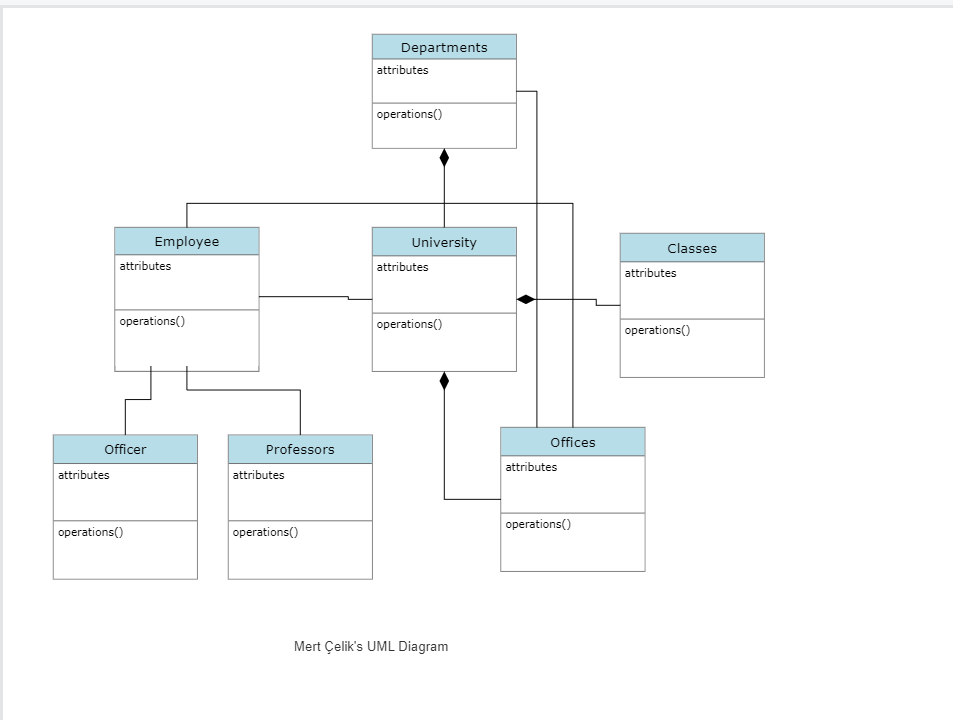 Departments
attributes
operations()
Employee
attributes
operations()
University
attributes
operations()
Classes
attributes
operations()
Officer
attributes
operations()
Professors
attributes
operations()
Offices
attributes
operations()
Mert Çelik's UML Diagram